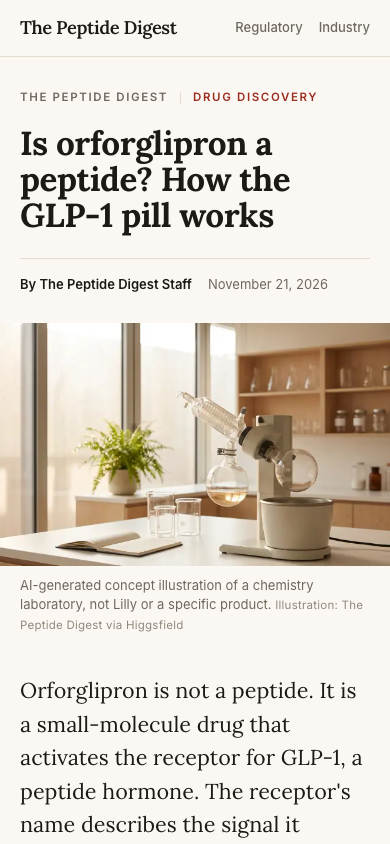 The Peptide Digest
Regulatory Industry
THE PEPTIDE DIGEST | DRUG DISCOVERY
Is orforglipron a
peptide? How the
GLP-1 pill works
By The Peptide Digest Staff November 21, 2026
AI-generated concept illustration of a chemistry
laboratory, not Lilly or a specific product. Illustration: The
Peptide Digest via Higgsfield
Orforglipron is not a peptide. It is
a small-molecule drug that
activates the receptor for GLP-1, a
peptide hormone. The receptor's
name describes the signal it